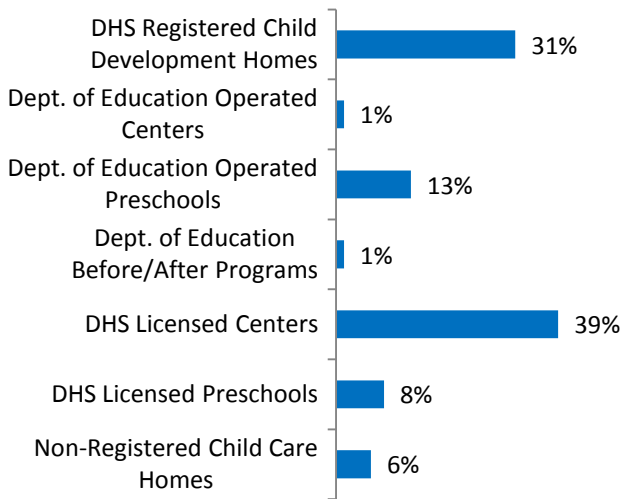 DHS Registered Child
Development Homes
31%
Dept. of Education Operated
Centers
1%
Dept. of Education Operated
Preschools
13%
Dept. of Education
Before/After Programs
1%
DHS Licensed Centers
39%
DHS Licensed Preschools
8%
Non-Registered Child Care
Homes
6%